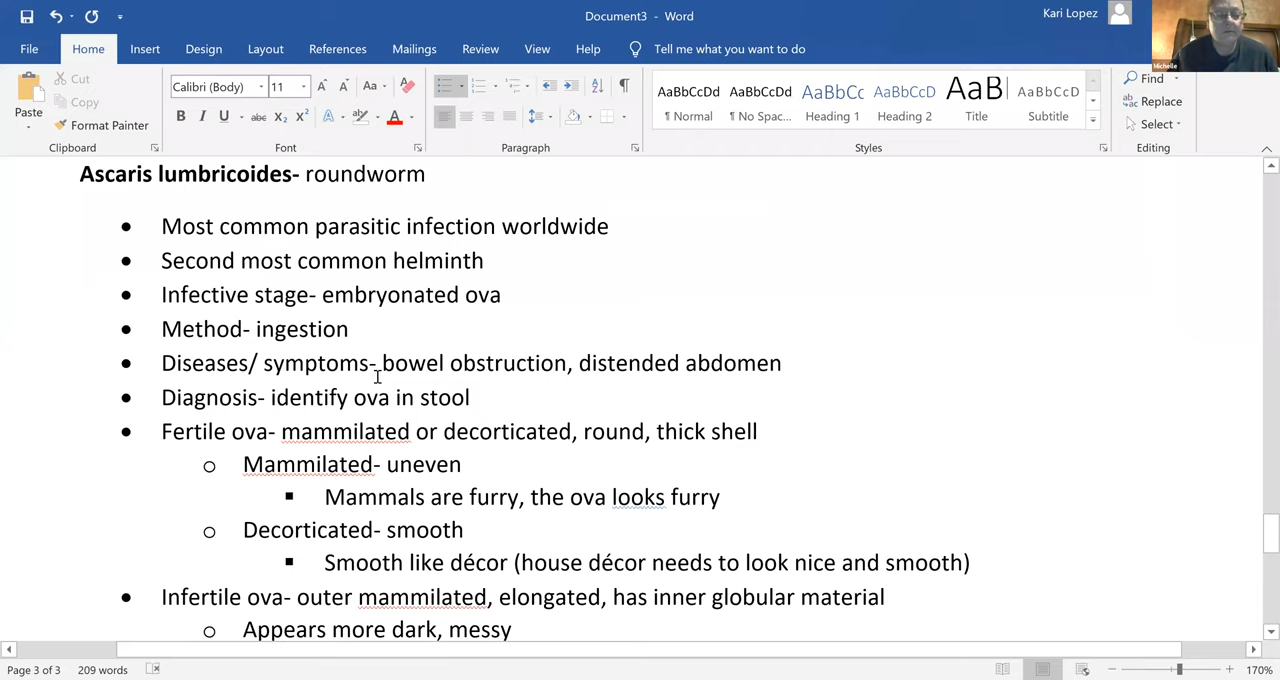 Document3 - Word
Kari Lopez
Michelle
File Home Insert Design Layout References Mailings Review View Help Tell me what you want to do
Paste
Cut
Copy
Format Painter
Clipboard
Calibri (Body) 11
Font
Paragraph
AaBbCcDd AaBbCcDd AaBbCc AaBbCcD AaB AaBbCcD
¶ Normal ¶ No Spac... Heading 1 Heading 2 Title Subtitle
Styles
Find
Replace
Select
Editing
Ascaris lumbricoides- roundworm
• Most common parasitic infection worldwide
• Second most common helminth
• Infective stage- embryonated ova
• Method- ingestion
• Diseases/ symptoms- bowel obstruction, distended abdomen
• Diagnosis- identify ova in stool
• Fertile ova- mammilated or decorticated, round, thick shell
o Mammilated- uneven
▪ Mammals are furry, the ova looks furry
o Decorticated- smooth
▪ Smooth like décor (house décor needs to look nice and smooth)
• Infertile ova- outer mammilated, elongated, has inner globular material
o Appears more dark, messy
Page 3 of 3 209 words 170%